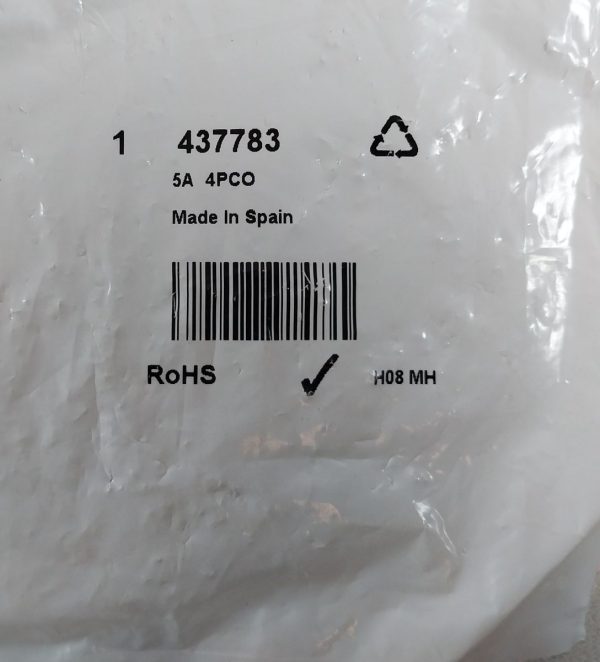 1 437783
5A 4PCO
Made In Spain
RoHS H08 MH